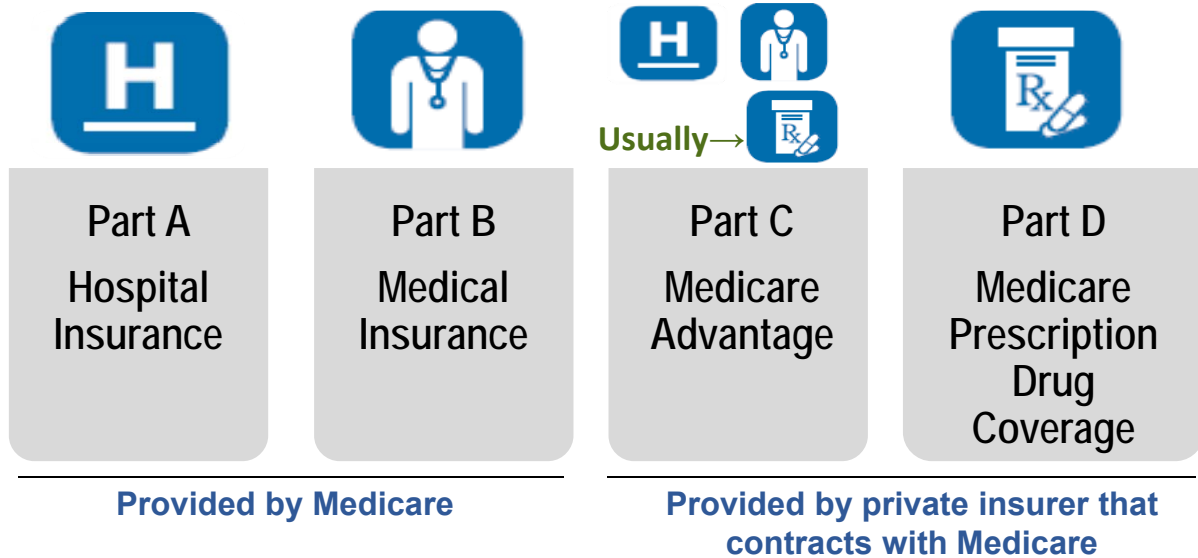 H
H
Rx
Usually→
Rx
Part A
Hospital
Insurance
Part B
Medical
Insurance
Part C
Medicare
Advantage
Part D
Medicare
Prescription
Drug
Coverage
Provided by Medicare
Provided by private insurer that
contracts with Medicare